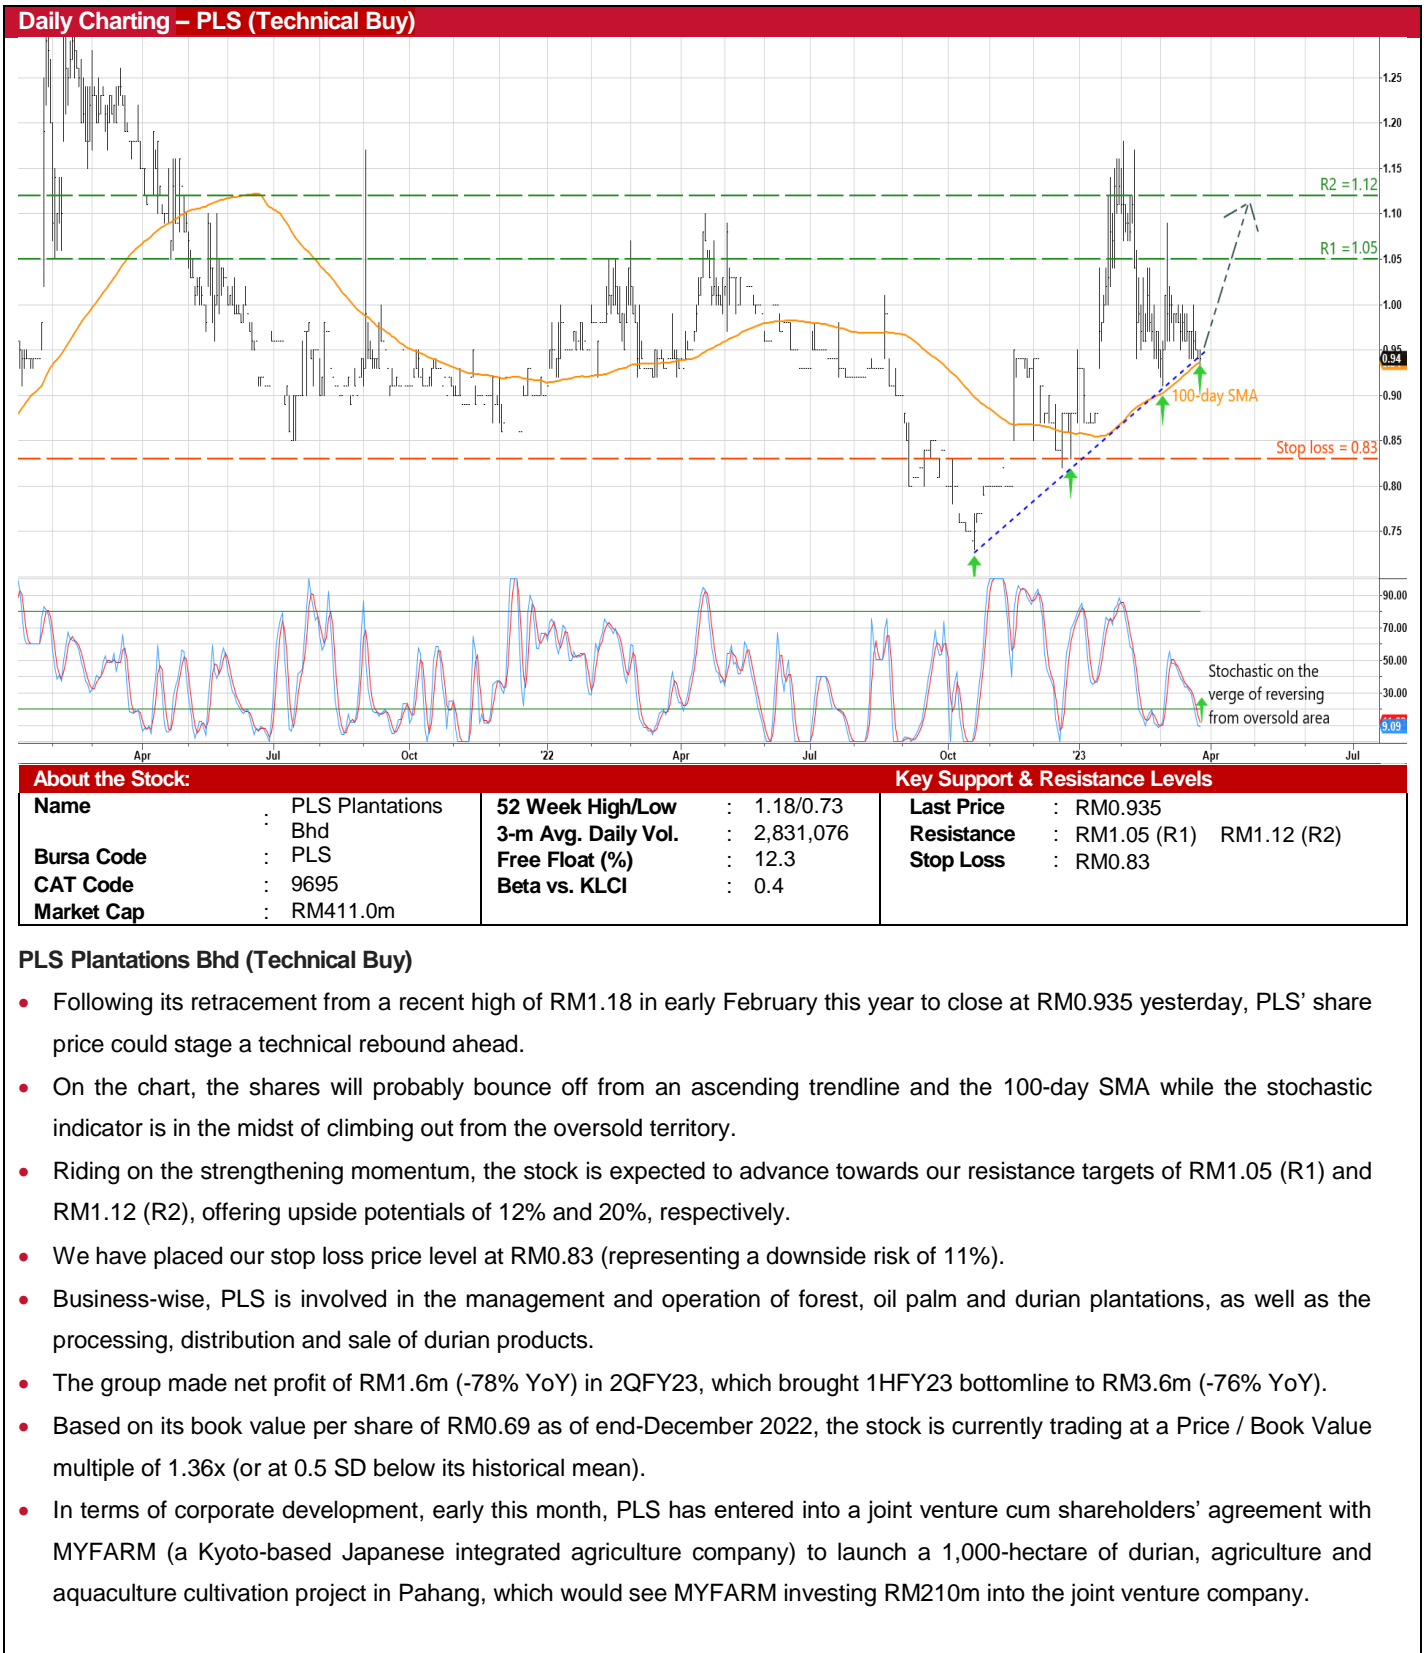 Daily Charting – PLS (Technical Buy)
1.25
1.20
1.15
R2 =1.12
1.10
R1 =1.05
1.05
1.00
0.95
0.94
0.90
100-day SMA
0.85
Stop loss = 0.83
0.80
0.75
90.00
70.00
50.00
Stochastic on the
verge of reversing
from oversold area
30.00
9.09
Apr Jul Oct '22 Apr Jul Oct '23 Apr Jul
About the Stock: Key Support & Resistance Levels
Name : PLS Plantations Bhd
Bursa Code : PLS
CAT Code : 9695
Market Cap : RM411.0m
52 Week High/Low : 1.18/0.73
3-m Avg. Daily Vol. : 2,831,076
Free Float (%) : 12.3
Beta vs. KLCI : 0.4
Last Price : RM0.935
Resistance : RM1.05 (R1) RM1.12 (R2)
Stop Loss : RM0.83
PLS Plantations Bhd (Technical Buy)
• Following its retracement from a recent high of RM1.18 in early February this year to close at RM0.935 yesterday, PLS’ share
price could stage a technical rebound ahead.
• On the chart, the shares will probably bounce off from an ascending trendline and the 100-day SMA while the stochastic
indicator is in the midst of climbing out from the oversold territory.
• Riding on the strengthening momentum, the stock is expected to advance towards our resistance targets of RM1.05 (R1) and
RM1.12 (R2), offering upside potentials of 12% and 20%, respectively.
• We have placed our stop loss price level at RM0.83 (representing a downside risk of 11%).
• Business-wise, PLS is involved in the management and operation of forest, oil palm and durian plantations, as well as the
processing, distribution and sale of durian products.
• The group made net profit of RM1.6m (-78% YoY) in 2QFY23, which brought 1HFY23 bottomline to RM3.6m (-76% YoY).
• Based on its book value per share of RM0.69 as of end-December 2022, the stock is currently trading at a Price / Book Value
multiple of 1.36x (or at 0.5 SD below its historical mean).
• In terms of corporate development, early this month, PLS has entered into a joint venture cum shareholders’ agreement with
MYFARM (a Kyoto-based Japanese integrated agriculture company) to launch a 1,000-hectare of durian, agriculture and
aquaculture cultivation project in Pahang, which would see MYFARM investing RM210m into the joint venture company.